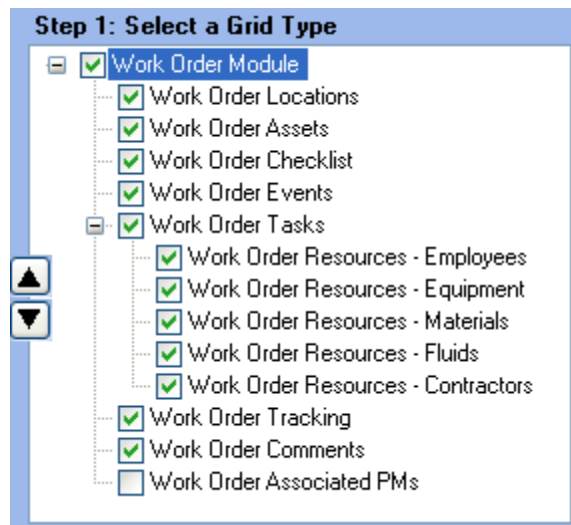 Step 1: Select a Grid Type
Work Order Module
Work Order Locations
Work Order Assets
Work Order Checklist
Work Order Events
Work Order Tasks
Work Order Resources - Employees
Work Order Resources - Equipment
Work Order Resources - Materials
Work Order Resources - Fluids
Work Order Resources - Contractors
Work Order Tracking
Work Order Comments
Work Order Associated PMs